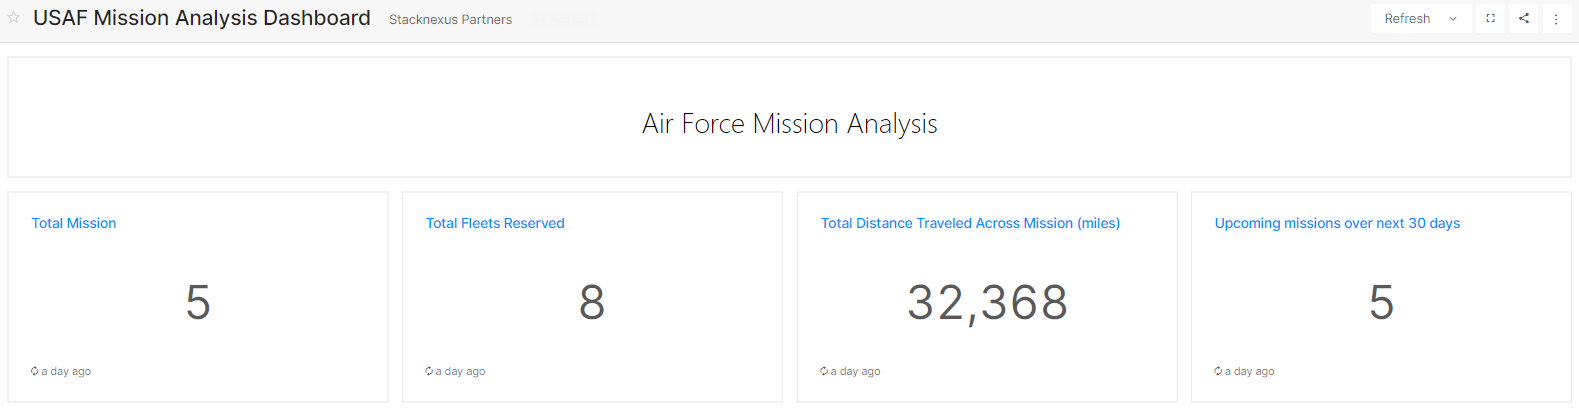 USAF Mission Analysis Dashboard Stacknexus Partners Refresh
Air Force Mission Analysis
Total Mission
5
a day ago
Total Fleets Reserved
8
a day ago
Total Distance Traveled Across Mission (miles)
32,368
a day ago
Upcoming missions over next 30 days
5
a day ago